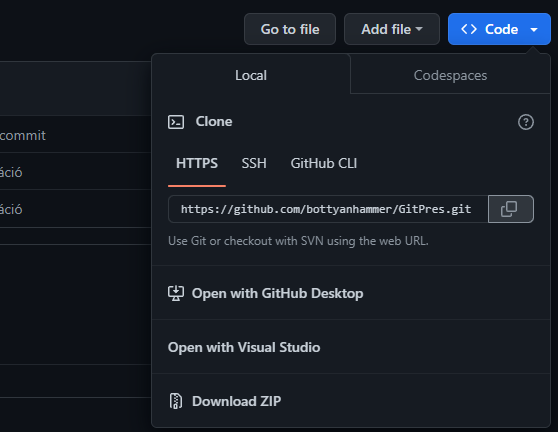 Go to file Add file Code
Local Codespaces
commit
Clone
áció
HTTPS SSH GitHub CLI
áció
https://github.com/bottyanhammer/GitPres.git
Use Git or checkout with SVN using the web URL.
Open with GitHub Desktop
Open with Visual Studio
Download ZIP